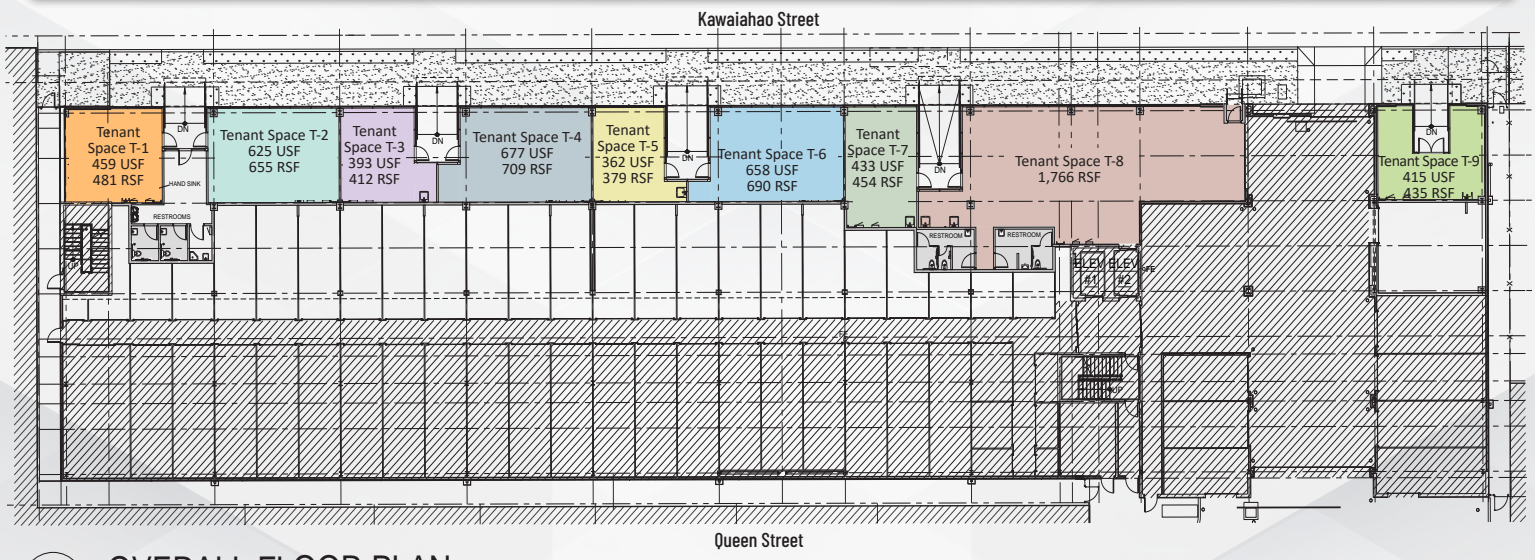 Kawaiahao Street
Tenant
Space T-1
459 USF
481 RSF
DN
HAND SINK
RESTROOMS
UP
Tenant Space T-2
625 USF
655 RSF
Tenant
Space T-3
393 USF
412 RSF
DN
Tenant Space T-4
677 USF
709 RSF
Tenant
Space T-5
362 USF
379 RSF
DN
Tenant Space T-6
658 USF
690 RSF
Tenant
Space T-7
433 USF
454 RSF
DN
Tenant Space T-8
1,766 RSF
RESTROOM
RESTROOM
ELEV
#1
ELEV
#2
FE
DN
Tenant Space T-9
415 USF
435 RSF
FE
UP
Queen Street
OVERALL FLOOR PLAN